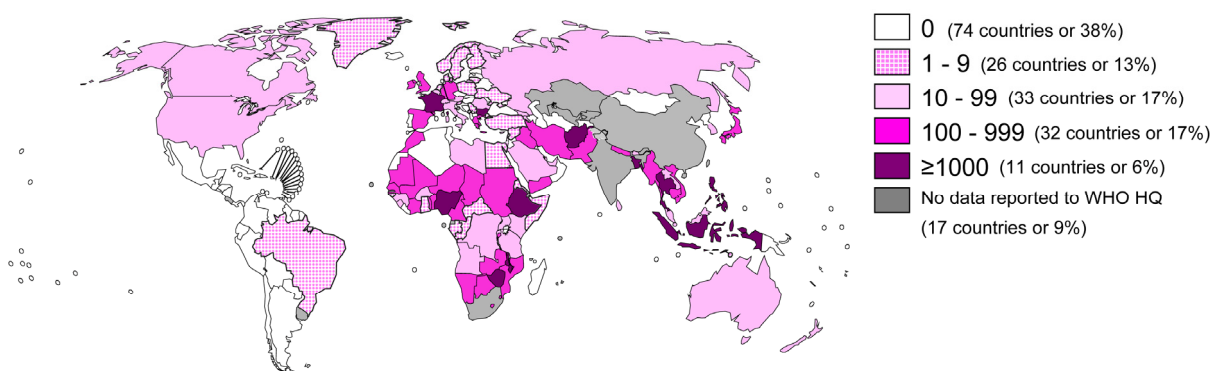 0 (74 countries or 38%)
1 - 9 (26 countries or 13%)
10 - 99 (33 countries or 17%)
100 - 999 (32 countries or 17%)
≥1000 (11 countries or 6%)
No data reported to WHO HQ
(17 countries or 9%)